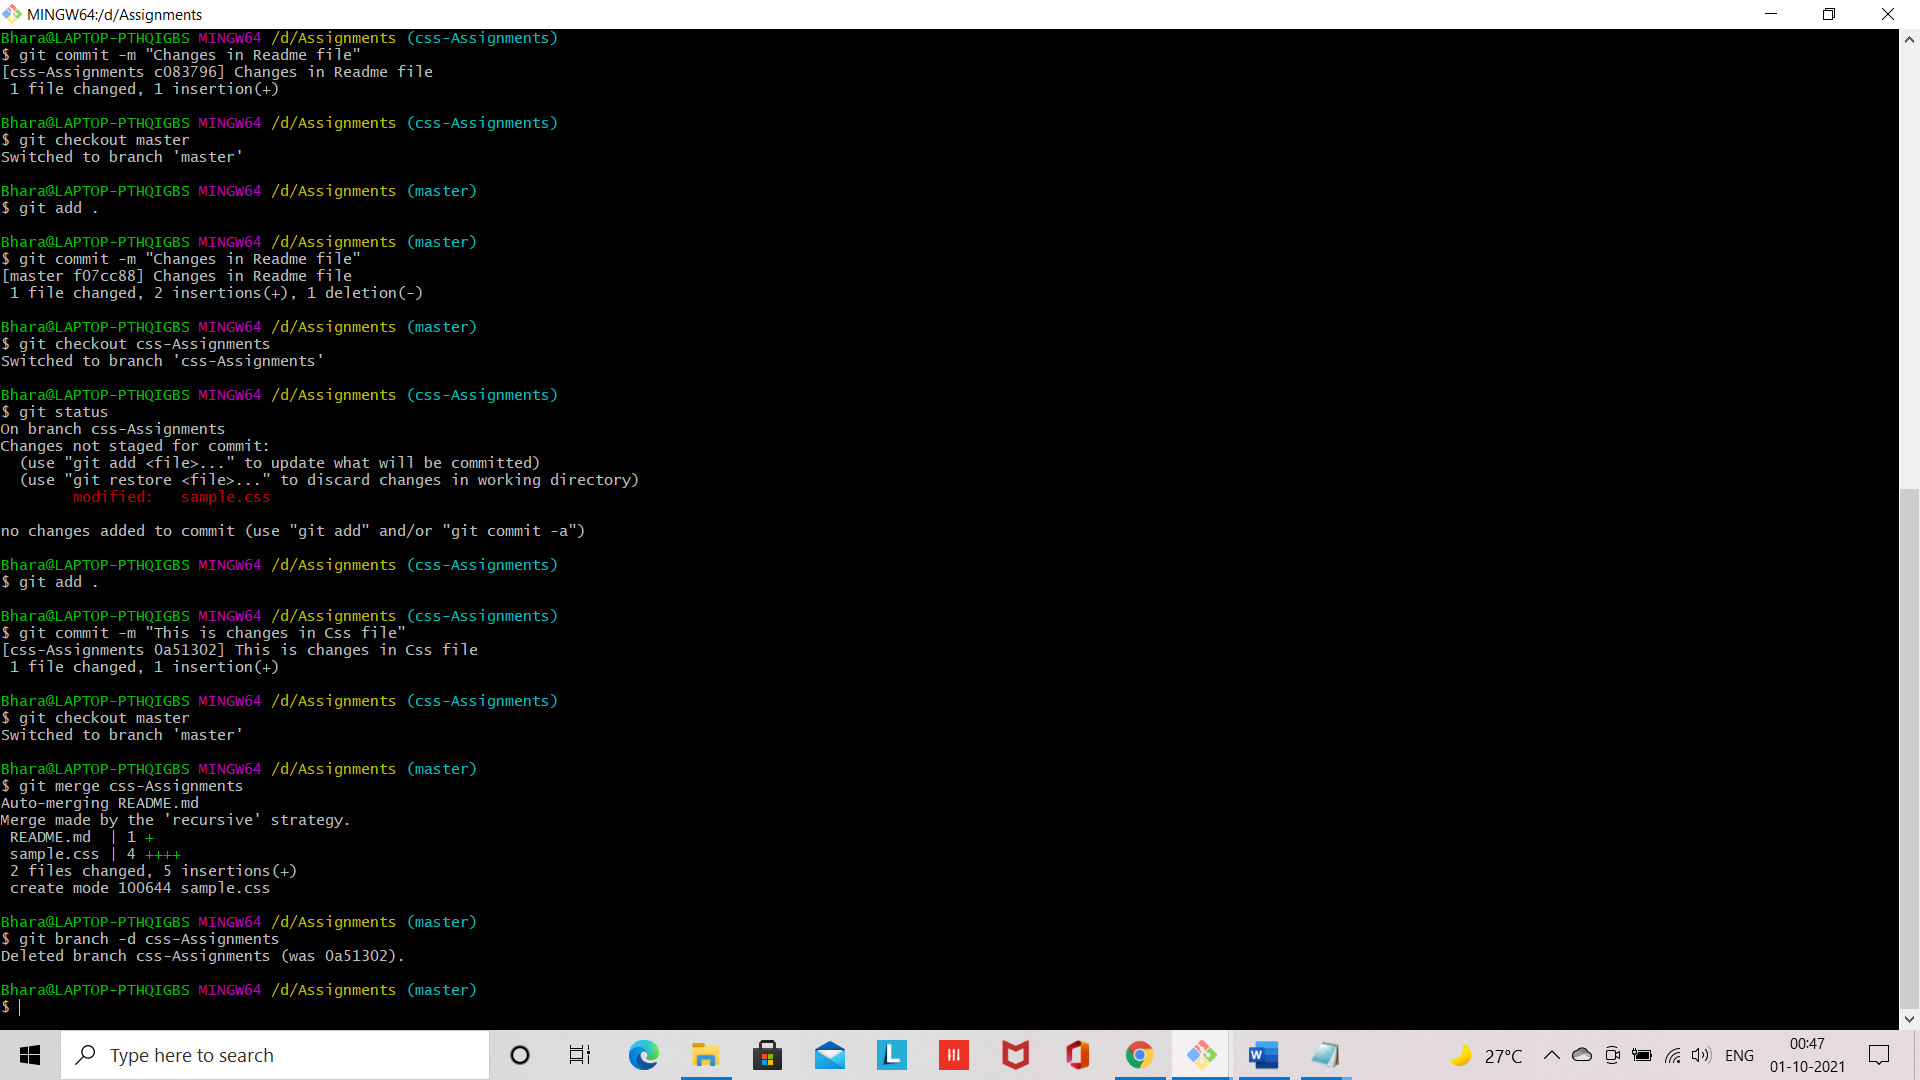 MINGW64:/d/Assignments
Bhara@LAPTOP-PTHQIGBS MINGW64 /d/Assignments (css-Assignments)
$ git commit -m "Changes in Readme file"
[css-Assignments c083796] Changes in Readme file
 1 file changed, 1 insertion(+)

Bhara@LAPTOP-PTHQIGBS MINGW64 /d/Assignments (css-Assignments)
$ git checkout master
Switched to branch 'master'

Bhara@LAPTOP-PTHQIGBS MINGW64 /d/Assignments (master)
$ git add .

Bhara@LAPTOP-PTHQIGBS MINGW64 /d/Assignments (master)
$ git commit -m "Changes in Readme file"
[master f07cc88] Changes in Readme file
 1 file changed, 2 insertions(+), 1 deletion(-)

Bhara@LAPTOP-PTHQIGBS MINGW64 /d/Assignments (master)
$ git checkout css-Assignments
Switched to branch 'css-Assignments'

Bhara@LAPTOP-PTHQIGBS MINGW64 /d/Assignments (css-Assignments)
$ git status
On branch css-Assignments
Changes not staged for commit:
  (use "git add <file>..." to update what will be committed)
  (use "git restore <file>..." to discard changes in working directory)
        modified:   sample.css

no changes added to commit (use "git add" and/or "git commit -a")

Bhara@LAPTOP-PTHQIGBS MINGW64 /d/Assignments (css-Assignments)
$ git add .

Bhara@LAPTOP-PTHQIGBS MINGW64 /d/Assignments (css-Assignments)
$ git commit -m "This is changes in Css file"
[css-Assignments 0a51302] This is changes in Css file
 1 file changed, 1 insertion(+)

Bhara@LAPTOP-PTHQIGBS MINGW64 /d/Assignments (css-Assignments)
$ git checkout master
Switched to branch 'master'

Bhara@LAPTOP-PTHQIGBS MINGW64 /d/Assignments (master)
$ git merge css-Assignments
Auto-merging README.md
Merge made by the 'recursive' strategy.
 README.md  | 1 +
 sample.css | 4 ++++
 2 files changed, 5 insertions(+)
 create mode 100644 sample.css

Bhara@LAPTOP-PTHQIGBS MINGW64 /d/Assignments (master)
$ git branch -d css-Assignments
Deleted branch css-Assignments (was 0a51302).

Bhara@LAPTOP-PTHQIGBS MINGW64 /d/Assignments (master)
$
Type here to search
L
W
27°C
ENG
00:47
01-10-2021